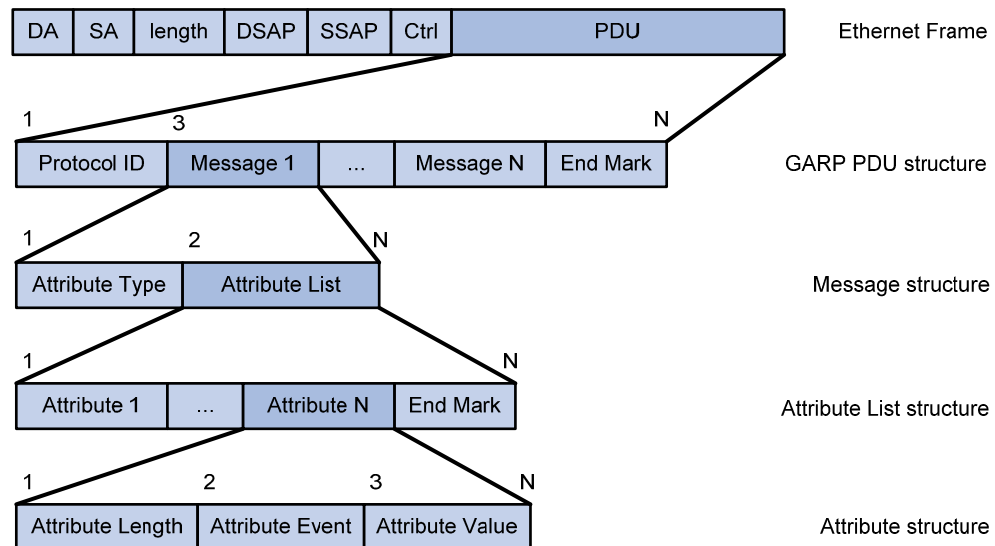 DA SA length DSAP SSAP Ctrl PDU Ethernet Frame
1 3 N
Protocol ID Message 1 ... Message N End Mark GARP PDU structure
1 2 N
Attribute Type Attribute List Message structure
1 N
Attribute 1 ... Attribute N End Mark Attribute List structure
1 2 3 N
Attribute Length Attribute Event Attribute Value Attribute structure